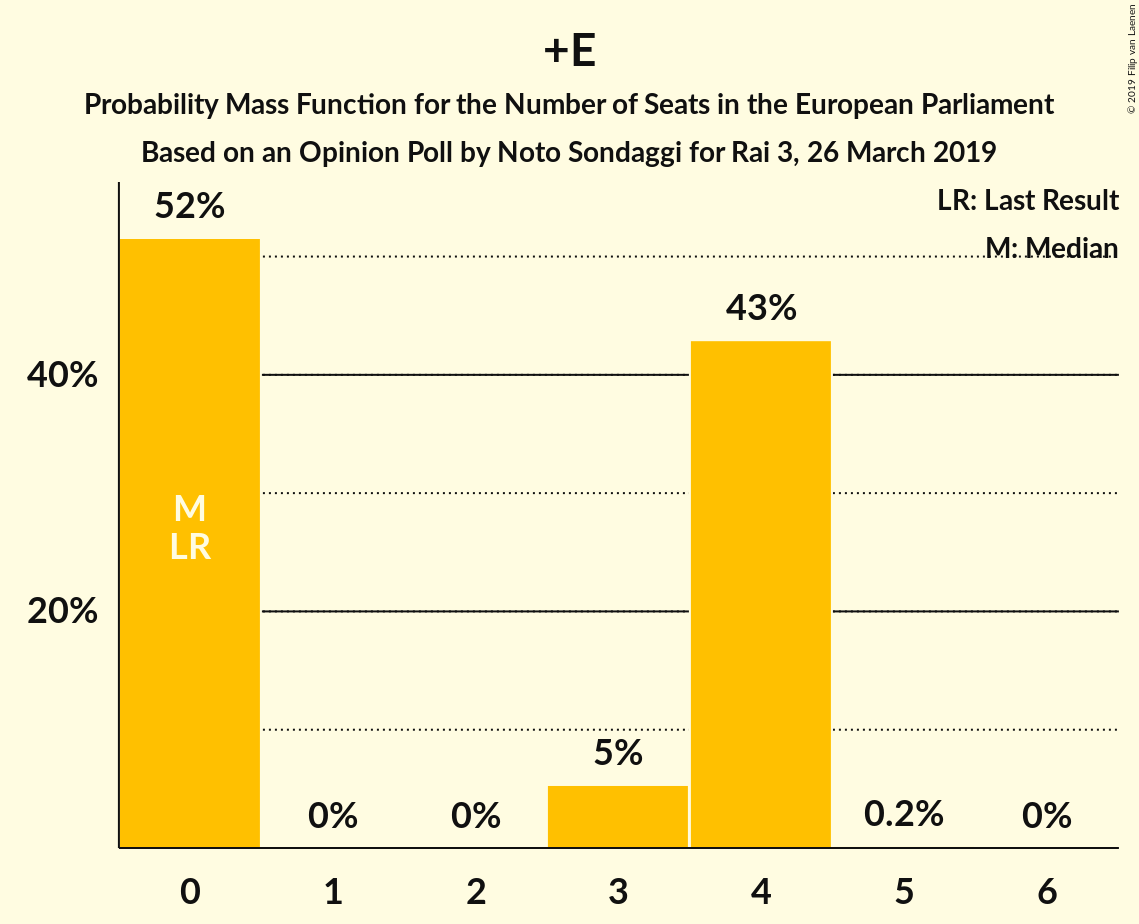 +E
Probability Mass Function for the Number of Seats in the European Parliament
Based on an Opinion Poll by Noto Sondaggi for Rai 3, 26 March 2019
© 2019 Filip van Laenen
LR: Last Result
M: Median
52%
43%
40%
M
LR
20%
5%
0%
0%
0.2%
0%
0
1
2
3
4
5
6